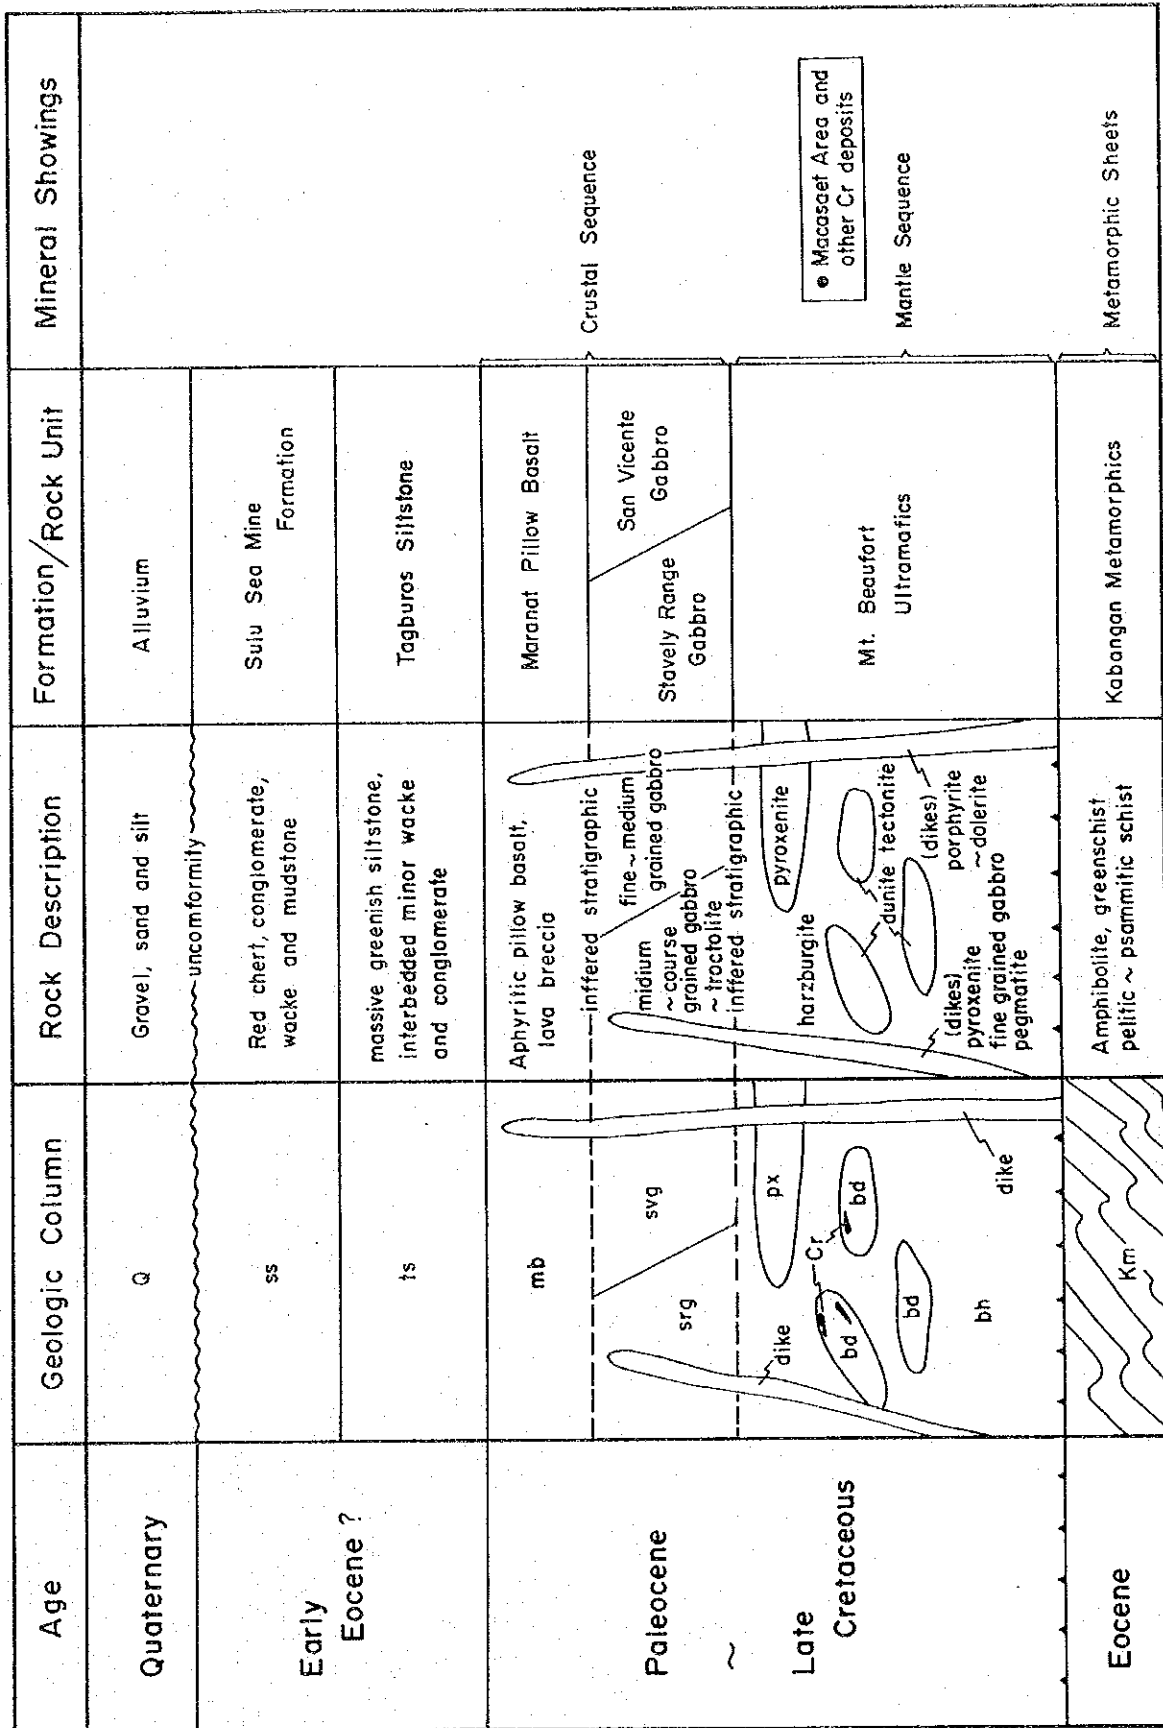 Age
Geologic Column
Rock Description
Formation/Rock Unit
Mineral Showings
Quaternary
Q
Gravel, sand and silt
Alluvium
uncomformity
Early
Eocene ?
ss
Red chert, conglomerate,
wacke and mudstone
Sulu Sea Mine
Formation
ts
massive greenish siltstone,
interbedded minor wacke
and conglomerate
Tagburos Siltstone
Paleocene
~
Late
Cretaceous
mb
Aphyritic pillow basalt,
lava breccia
Maranat Pillow Basalt
inffered stratigraphic
Crustal Sequence
srg
svg
midium
~course
grained gabbro
~troctolite
fine~medium
grained gabbro
Stavely Range
Gabbro
San Vicente
Gabbro
inffered stratigraphic
dike
px
Cr
bd
bd
bd
bh
dike
pyroxenite
harzburgite
dunite tectonite
(dikes)
pyroxenite
fine grained gabbro
pegmatite
(dikes)
porphyrite
~dolerite
Mt. Beaufort
Ultramafics
Macasaet Area and
other Cr deposits
Mantle Sequence
Eocene
Km
Amphibolite, greenschist
pelitic ~ psammitic schist
Kabangan Metamorphics
Metamorphic Sheets